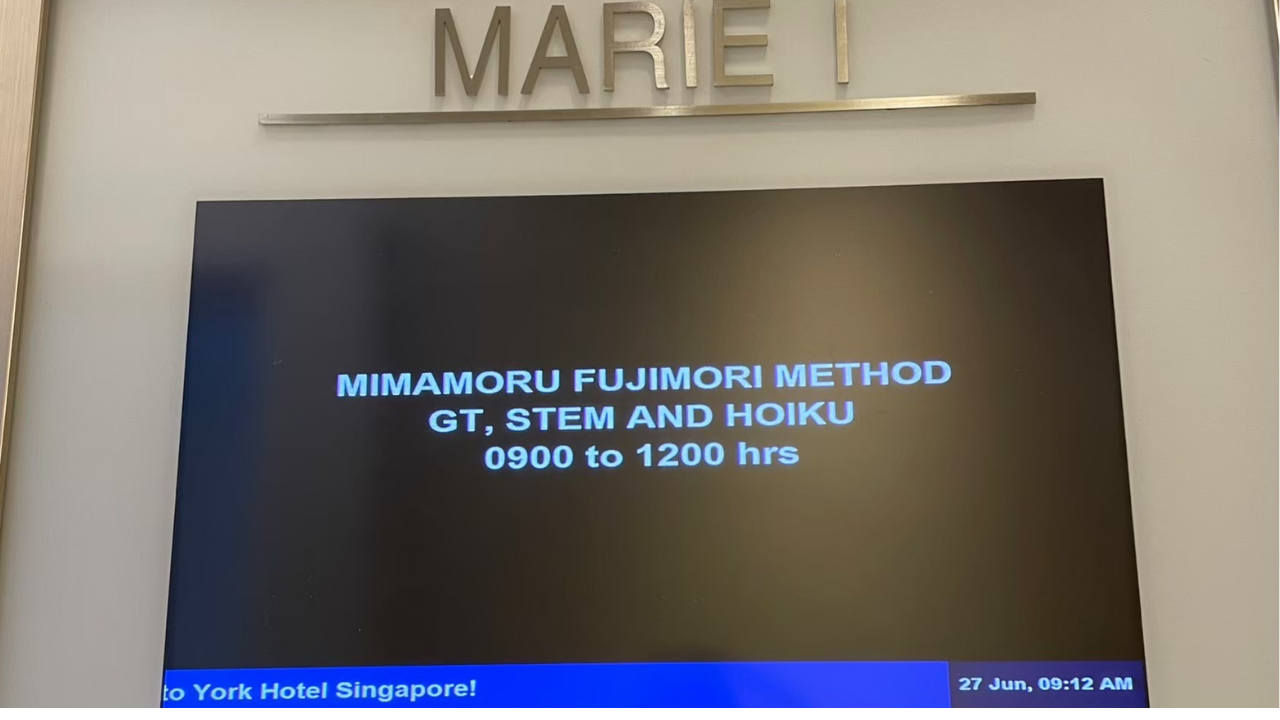 MARIE I
MIMAMORU FUJIMORI METHOD
GT, STEM AND HOIKU
0900 to 1200 hrs
to York Hotel Singapore!
27 Jun, 09:12 AM